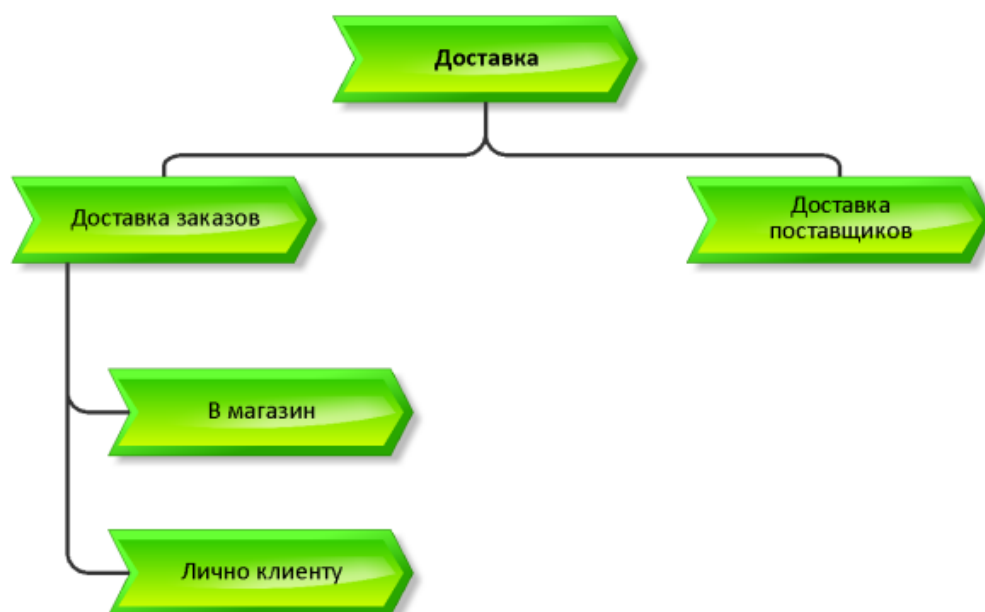 Доставка
Доставка заказов
Доставка
поставщиков
В магазин
Лично клиенту